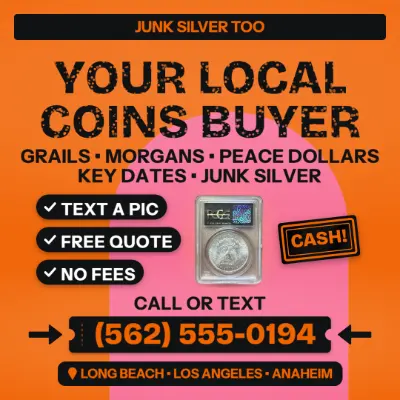 JUNK SILVER TOO
YOUR LOCAL
COINS BUYER
GRAILS • MORGANS • PEACE DOLLARS
KEY DATES • JUNK SILVER
TEXT A PIC
FREE QUOTE
NO FEES
PCGS
CASH!
CALL OR TEXT
(562) 555-0194
LONG BEACH • LOS ANGELES • ANAHEIM